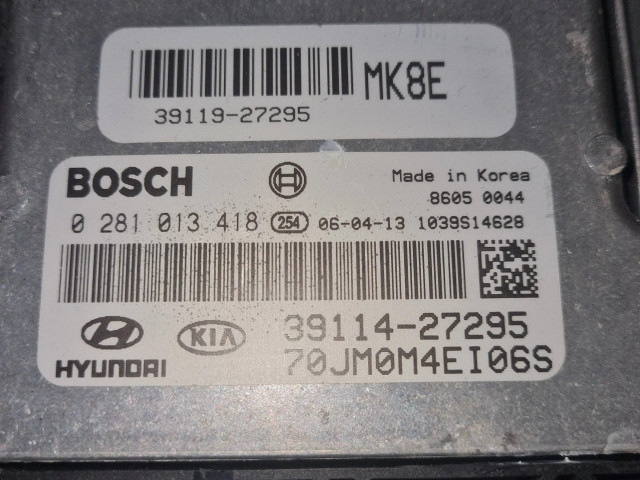 MK8E
39119-27295
BOSCH
Made in Korea
8605 0044
0 281 013 418 254 06-04-13 1039S14628
HYUNDAI KIA 39114-27295
70JM0M4EI06S